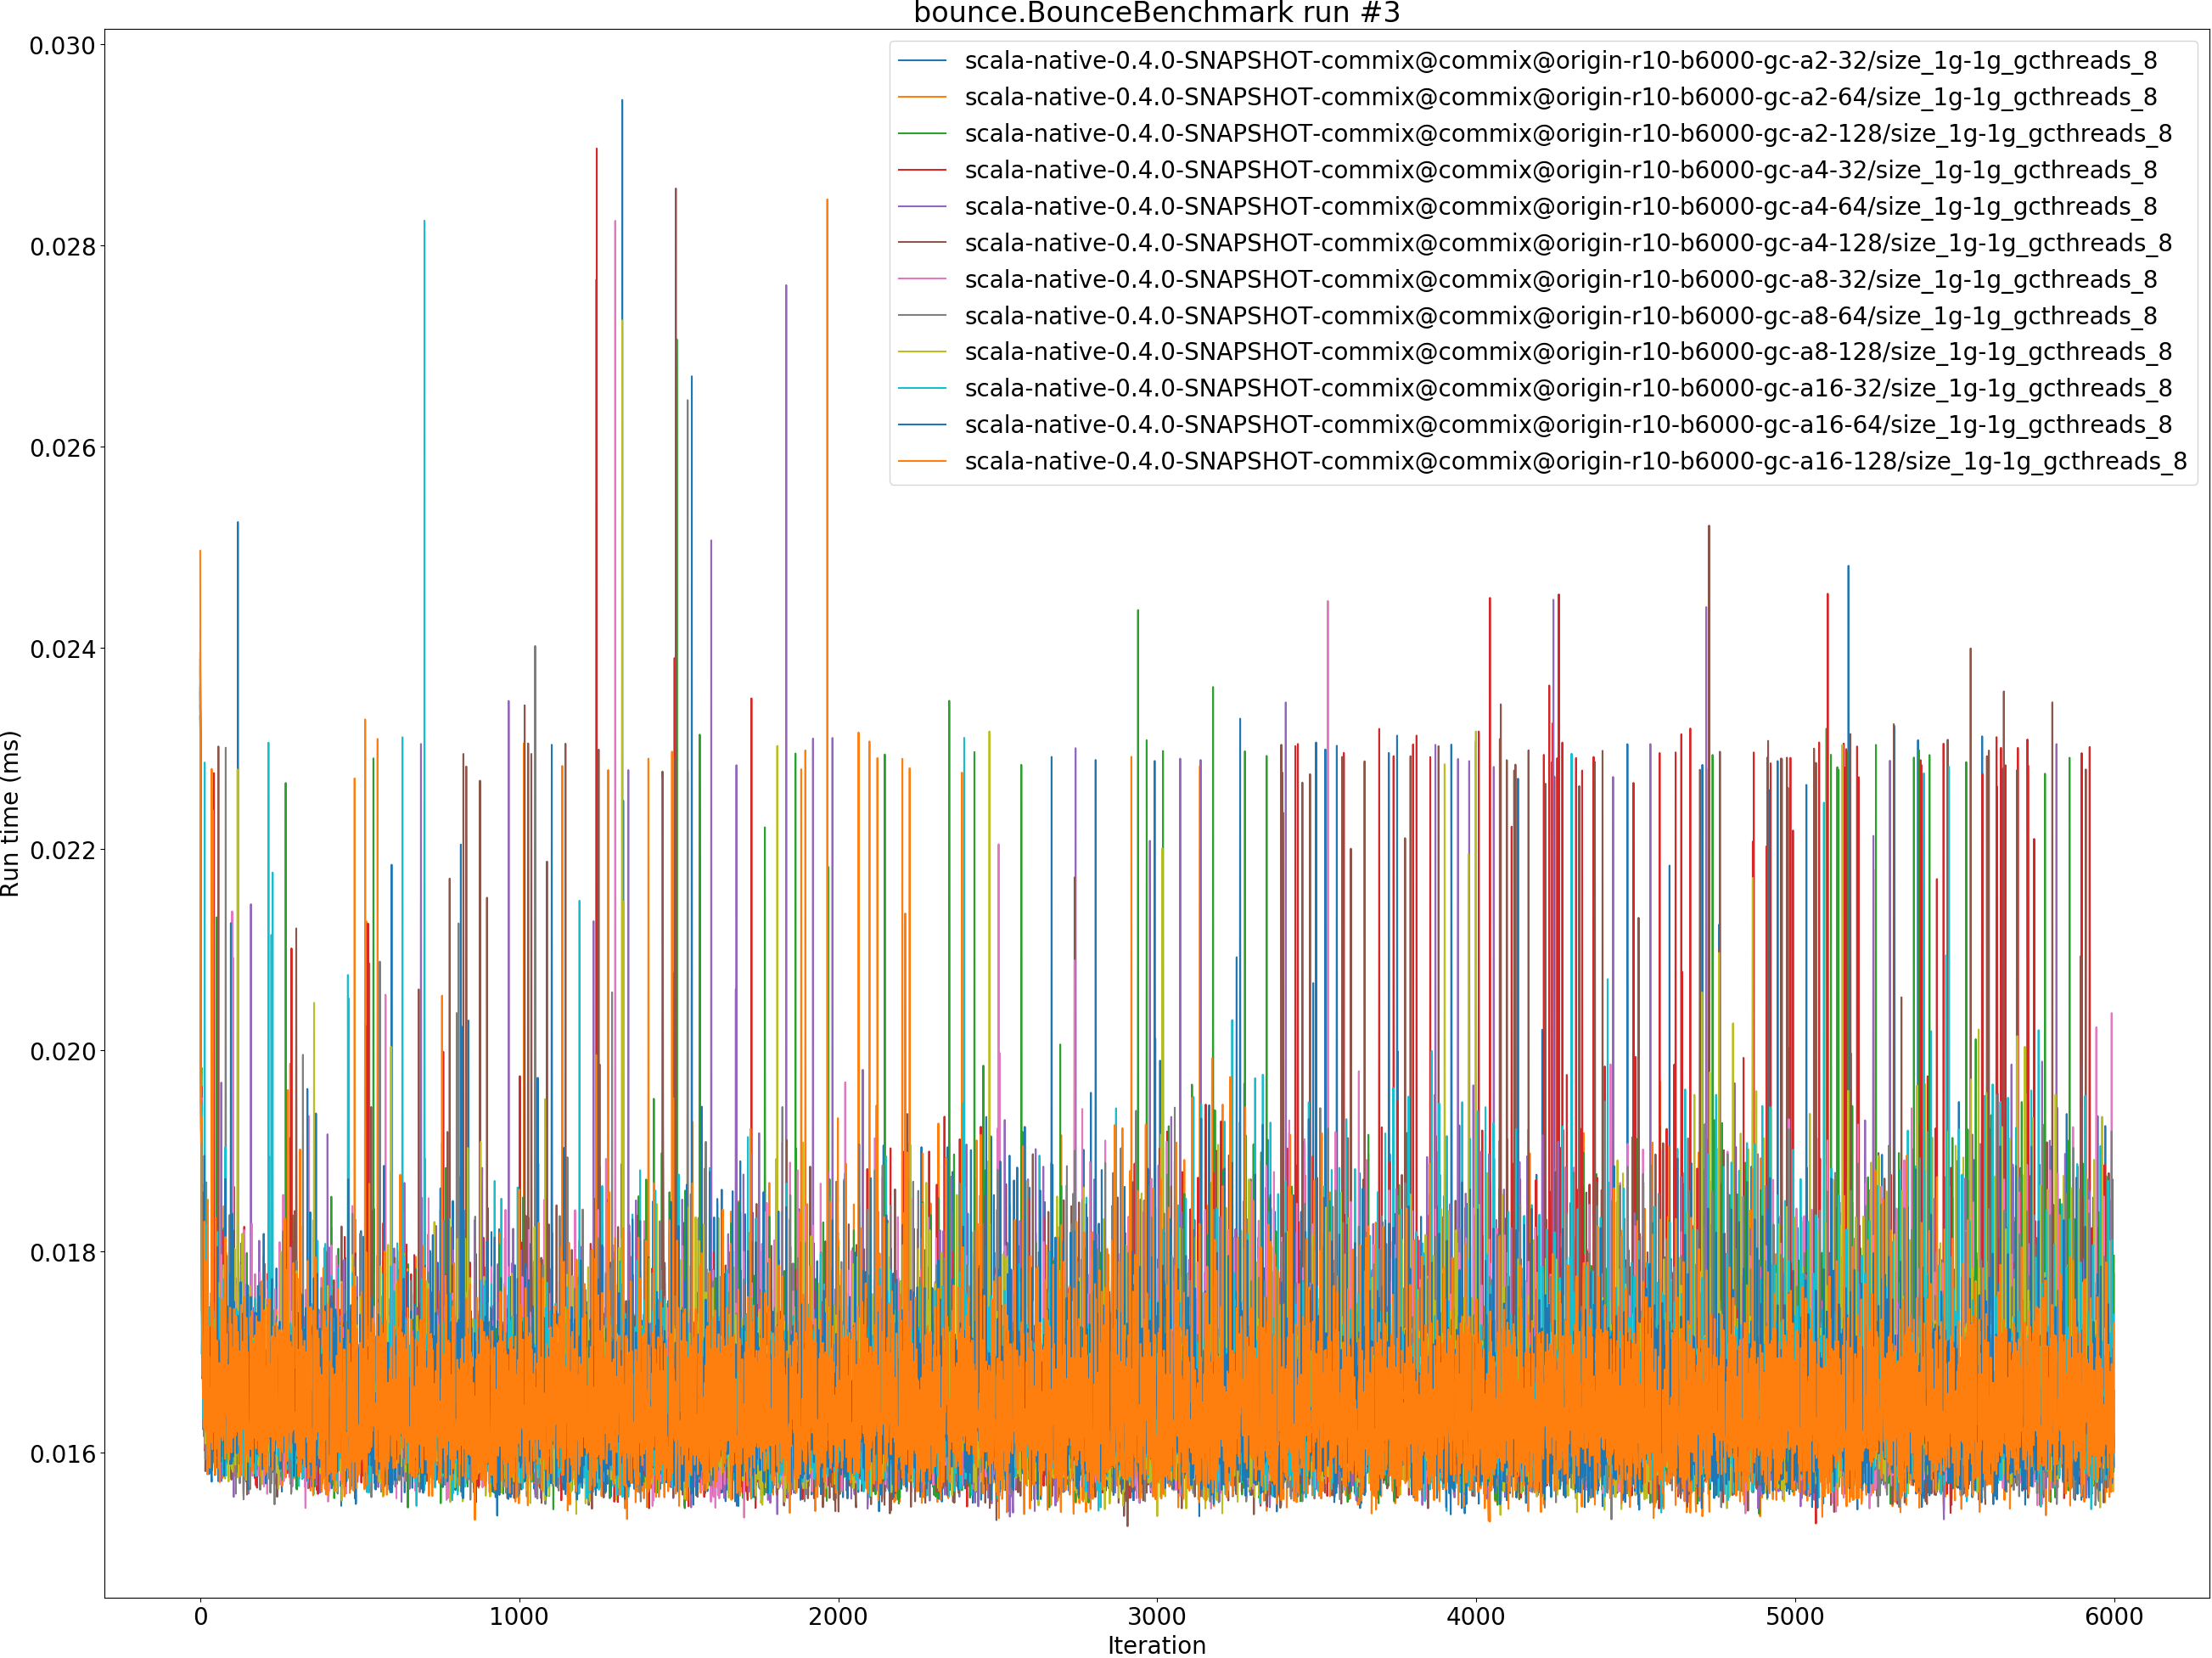 bounce.BounceBenchmark run #3
scala-native-0.4.0-SNAPSHOT-commix@commix@origin-r10-b6000-gc-a2-32/size_1g-1g_gcthreads_8
scala-native-0.4.0-SNAPSHOT-commix@commix@origin-r10-b6000-gc-a2-64/size_1g-1g_gcthreads_8
scala-native-0.4.0-SNAPSHOT-commix@commix@origin-r10-b6000-gc-a2-128/size_1g-1g_gcthreads_8
scala-native-0.4.0-SNAPSHOT-commix@commix@origin-r10-b6000-gc-a4-32/size_1g-1g_gcthreads_8
scala-native-0.4.0-SNAPSHOT-commix@commix@origin-r10-b6000-gc-a4-64/size_1g-1g_gcthreads_8
scala-native-0.4.0-SNAPSHOT-commix@commix@origin-r10-b6000-gc-a4-128/size_1g-1g_gcthreads_8
scala-native-0.4.0-SNAPSHOT-commix@commix@origin-r10-b6000-gc-a8-32/size_1g-1g_gcthreads_8
scala-native-0.4.0-SNAPSHOT-commix@commix@origin-r10-b6000-gc-a8-64/size_1g-1g_gcthreads_8
scala-native-0.4.0-SNAPSHOT-commix@commix@origin-r10-b6000-gc-a8-128/size_1g-1g_gcthreads_8
scala-native-0.4.0-SNAPSHOT-commix@commix@origin-r10-b6000-gc-a16-32/size_1g-1g_gcthreads_8
scala-native-0.4.0-SNAPSHOT-commix@commix@origin-r10-b6000-gc-a16-64/size_1g-1g_gcthreads_8
scala-native-0.4.0-SNAPSHOT-commix@commix@origin-r10-b6000-gc-a16-128/size_1g-1g_gcthreads_8
Run time (ms)
0.030
0.028
0.026
0.024
0.022
0.020
0.018
0.016
0
1000
2000
3000
4000
5000
6000
Iteration